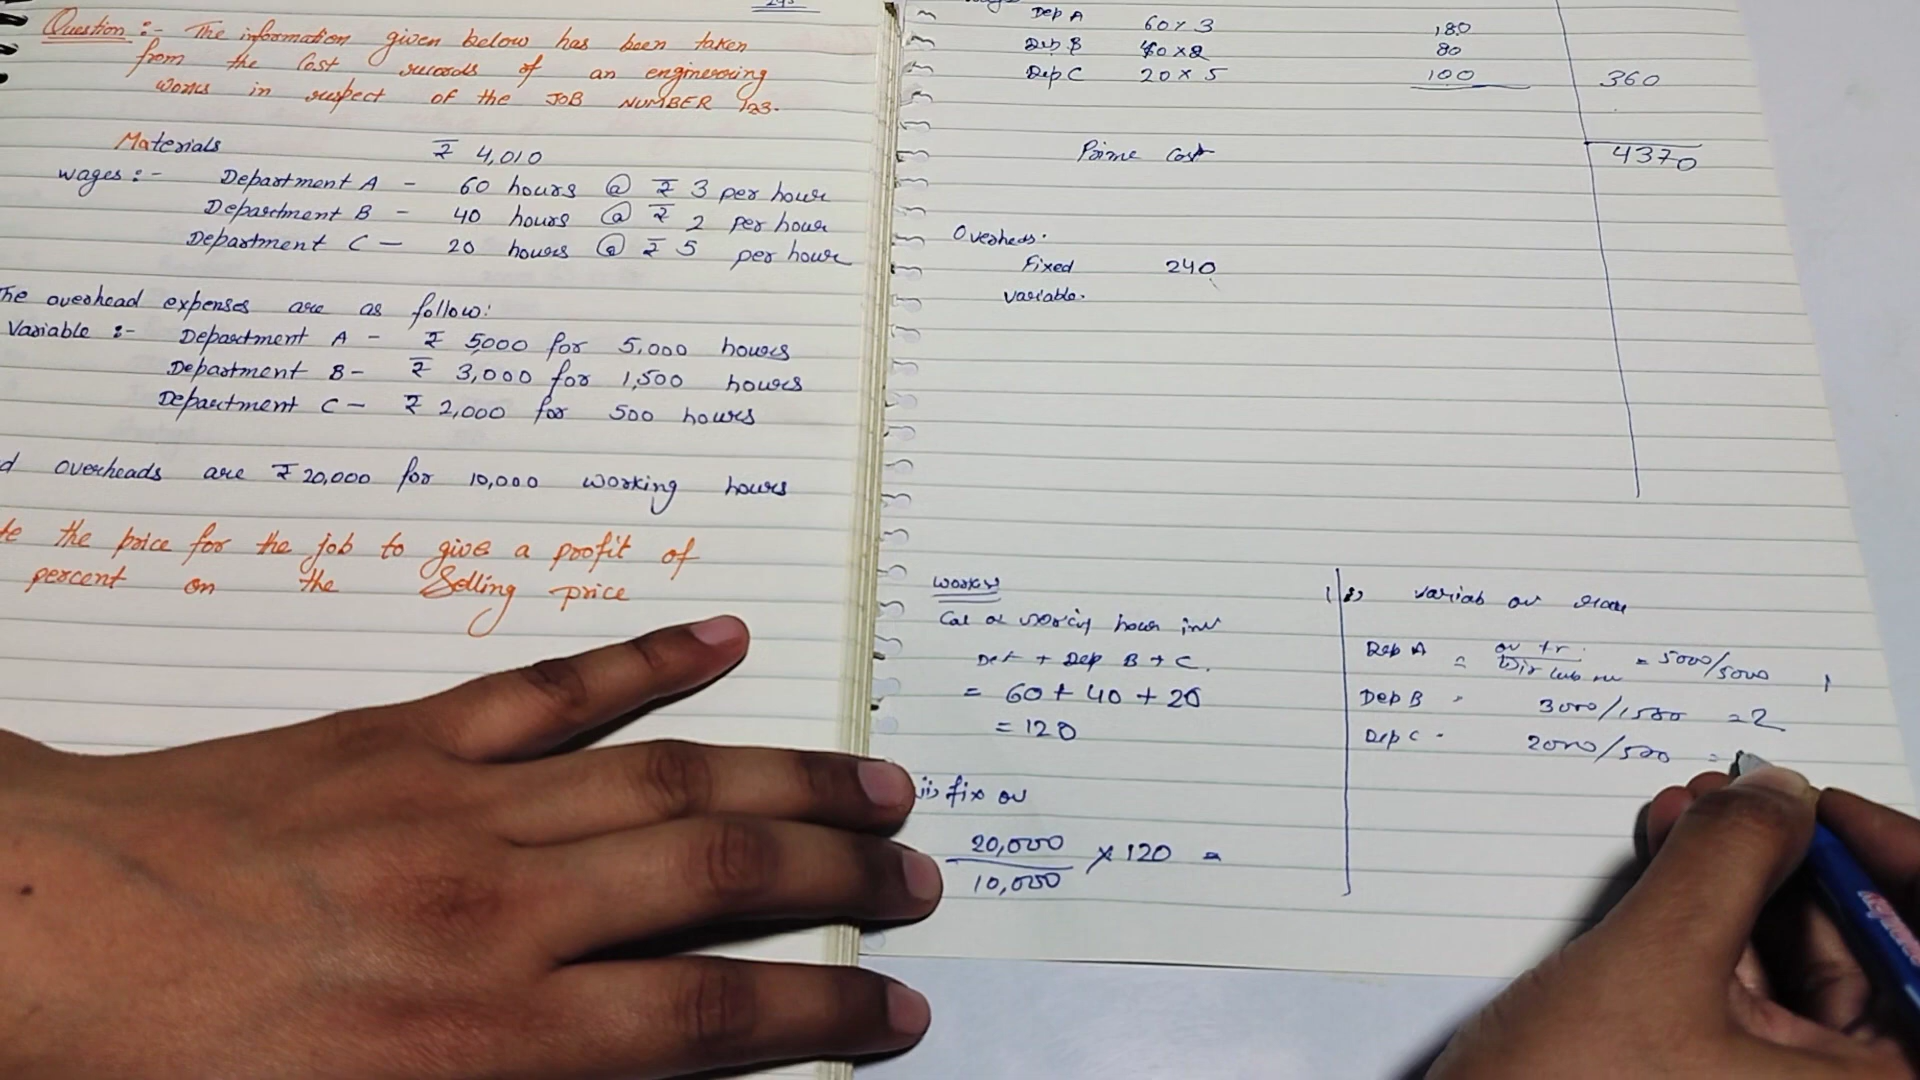 Question :- The information given below has been taken
from the Cost records of an engineering
works in respect of the JOB NUMBER 123.
Materials ₹ 4,010
wages :- Department A - 60 hours @ ₹ 3 per hour
Department B - 40 hours @ ₹ 2 per hour
Department C - 20 hours @ ₹ 5 per hour
The overhead expenses are as follow:
Variable :- Department A - ₹ 5000 for 5,000 hours
Department B- ₹ 3,000 for 1,500 hours
Department C - ₹ 2,000 for 500 hours
d overheads are ₹ 20,000 for 10,000 working hours
te the price for the job to give a profit of
percent on the Selling price
Dep A 60 x 3 180
Dep B 40 x 2 80
Dep C 20 x 5 100 360
Prime Cost 4370
Overheds.
Fixed 240
variable.
Cal
hour
+ Dep B + C.
= 60 + 40 + 20
= 120
ii) fix ov
20,000
10,000
x 120 =
ov
Dep A = = 5000/5000 1
Dep B - 3000/1500 = 2
Dep C - 2000/500 =